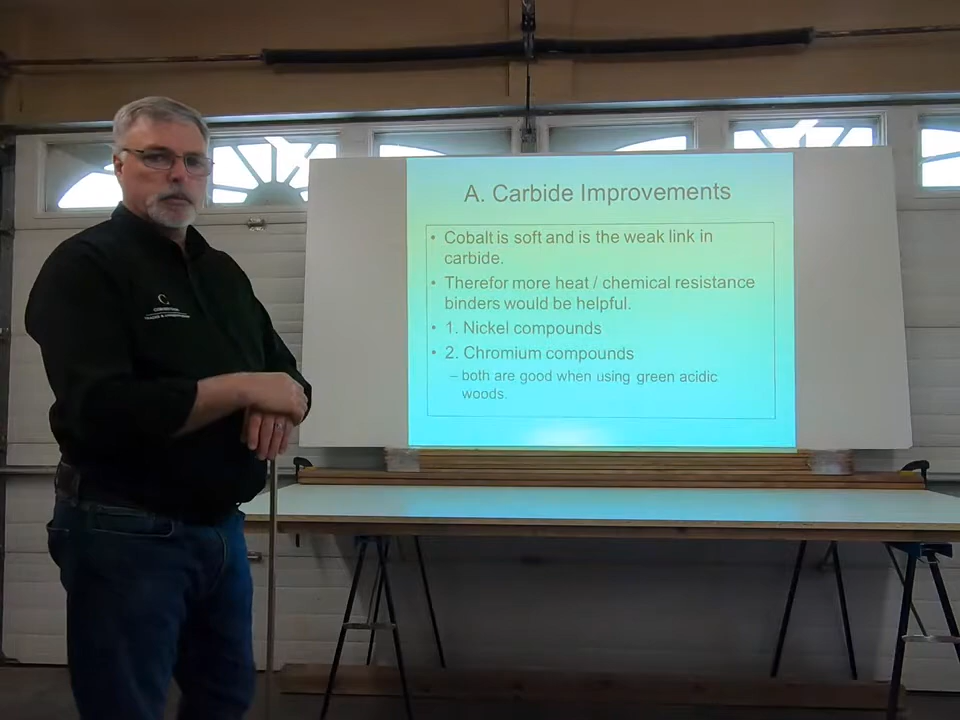 A. Carbide Improvements
• Cobalt is soft and is the weak link in
carbide.
• Therefor more heat / chemical resistance
binders would be helpful.
• 1. Nickel compounds
• 2. Chromium compounds
– both are good when using green acidic
woods.